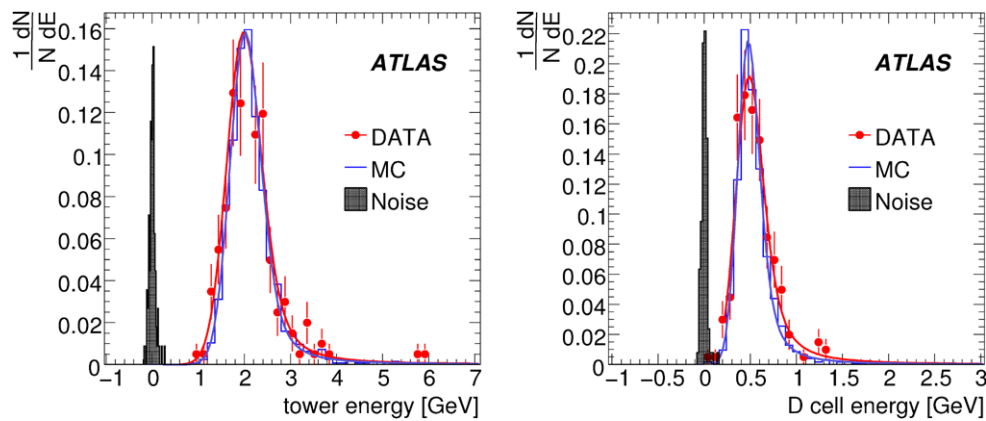 1 dN
N dE
0.16
0.14
0.12
0.1
0.08
0.06
0.04
0.02
0
−1 0 1 2 3 4 5 6 7
tower energy [GeV]
ATLAS
DATA
MC
Noise
1 dN
N dE
0.22
0.2
0.18
0.16
0.14
0.12
0.1
0.08
0.06
0.04
0.02
0
−1 −0.5 0 0.5 1 1.5 2 2.5 3
D cell energy [GeV]
ATLAS
DATA
MC
Noise